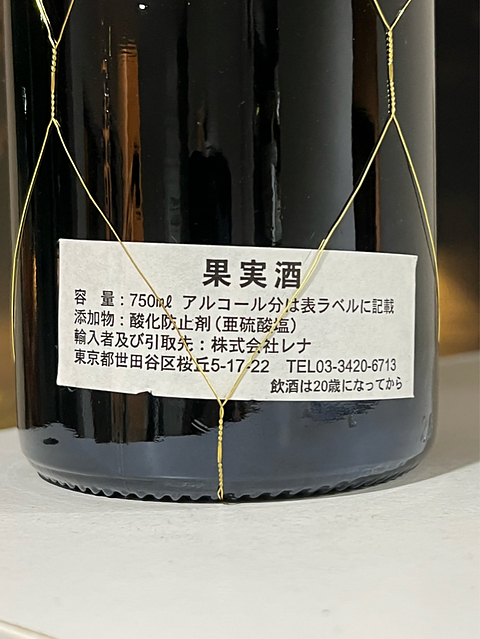 果実酒
容 量：750mℓ アルコール分は表ラベルに記載
添加物：酸化防止剤（亜硫酸塩）
輸入者及び引取先：株式会社レナ
東京都世田谷区桜丘5-17-22 TEL03-3420-6713
飲酒は20歳になってから